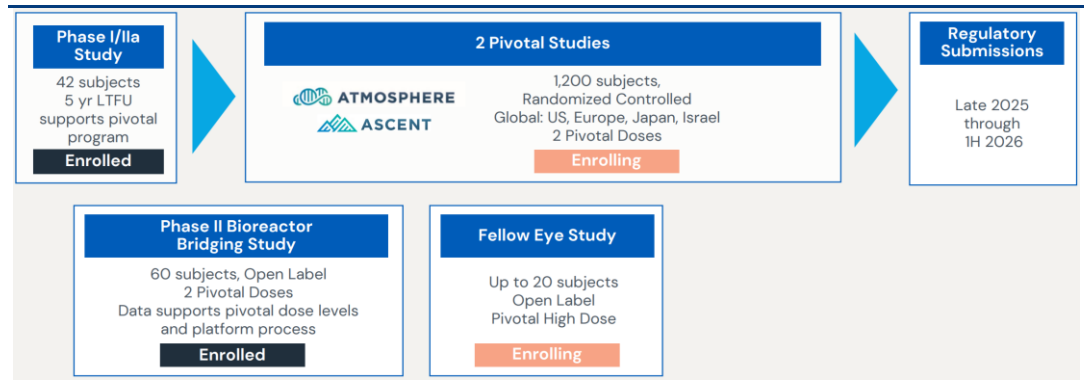 Phase I/IIa
Study
42 subjects
5 yr LTFU
supports pivotal
program
Enrolled
2 Pivotal Studies
ATMOSPHERE
ASCENT
1,200 subjects,
Randomized Controlled
Global: US, Europe, Japan, Israel
2 Pivotal Doses
Enrolling
Regulatory
Submissions
Late 2025
through
1H 2026
Phase II Bioreactor
Bridging Study
60 subjects, Open Label
2 Pivotal Doses
Data supports pivotal dose levels
and platform process
Enrolled
Fellow Eye Study
Up to 20 subjects
Open Label
Pivotal High Dose
Enrolling